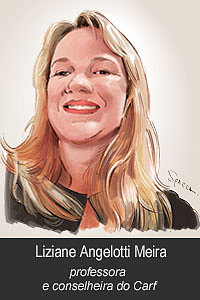 Spacca
Liziane Angelotti Meira
professora
e conselheira do Carf